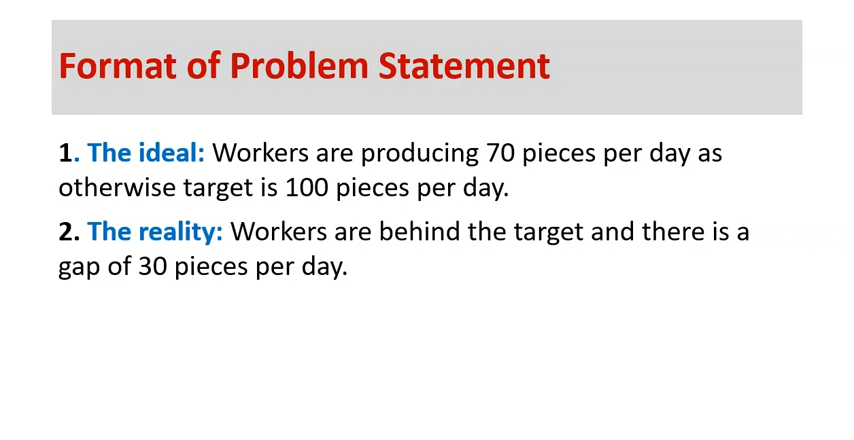 Format of Problem Statement
1. The ideal: Workers are producing 70 pieces per day as
otherwise target is 100 pieces per day.
2. The reality: Workers are behind the target and there is a
gap of 30 pieces per day.